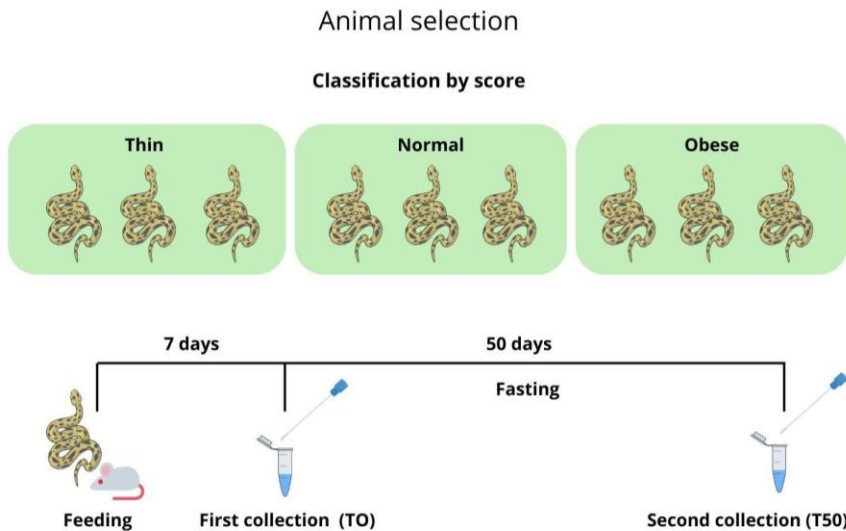 Animal selection
Classification by score
Thin Normal Obese
7 days 50 days
Fasting
Feeding First collection (TO) Second collection (T50)